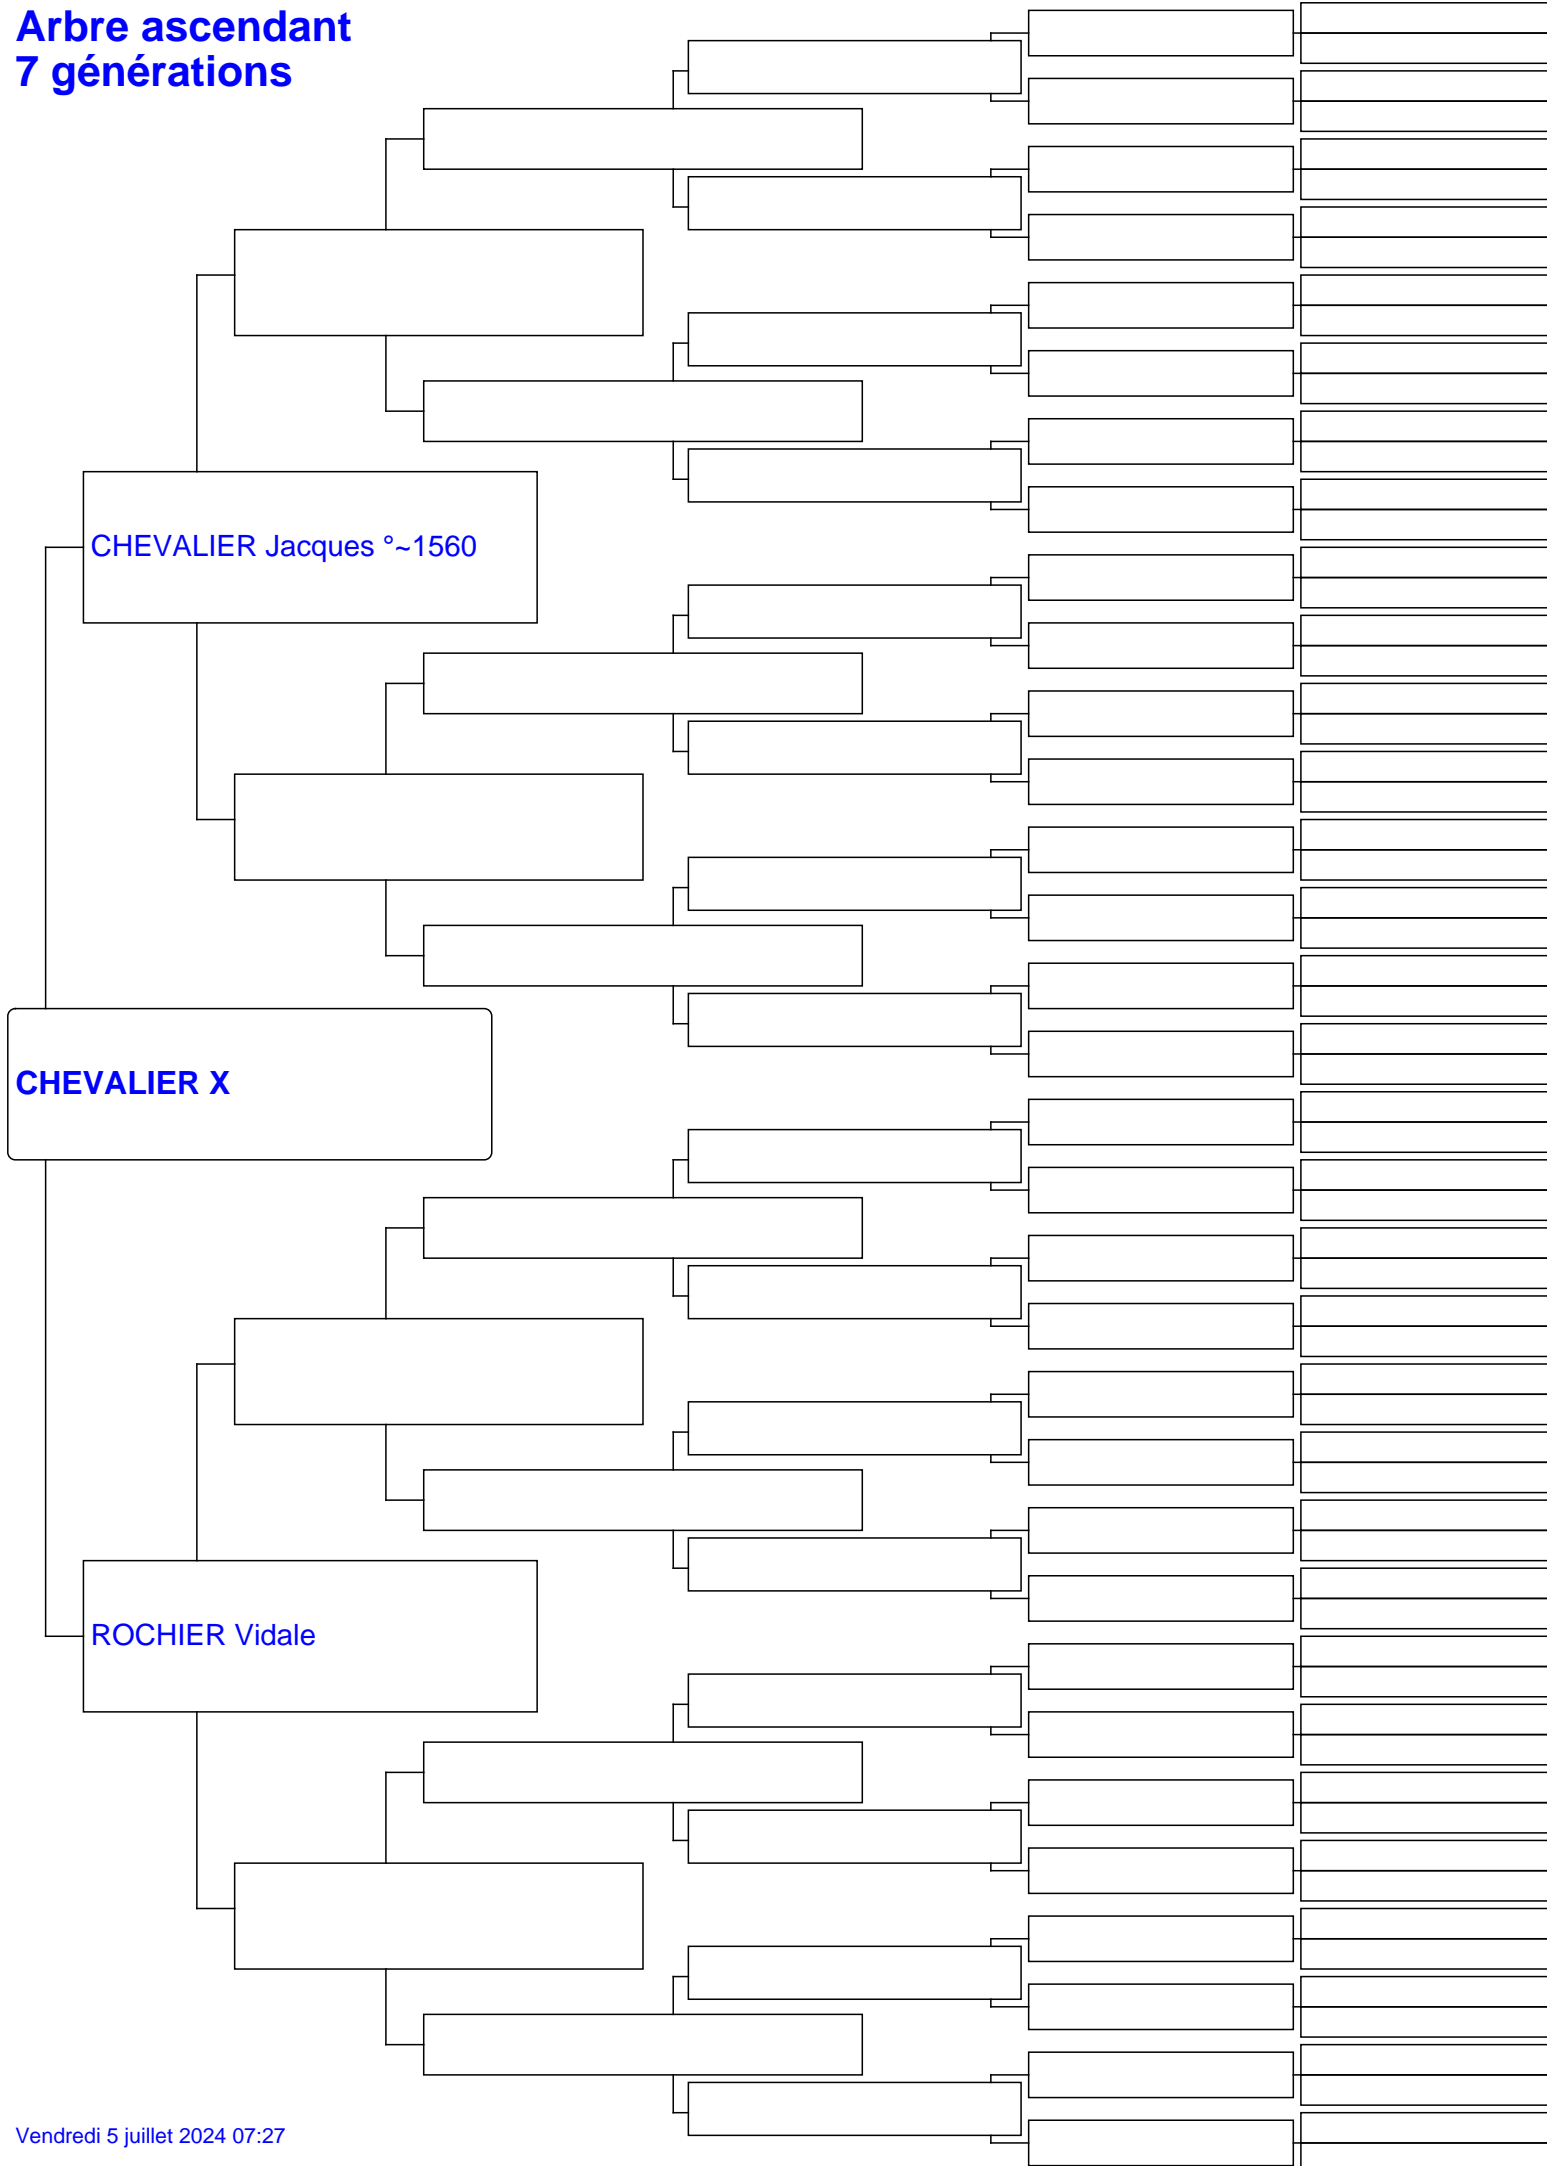 Arbre ascendant
7 générations
CHEVALIER Jacques °~1560
CHEVALIER X
ROCHIER Vidale
Vendredi 5 juillet 2024 07:27